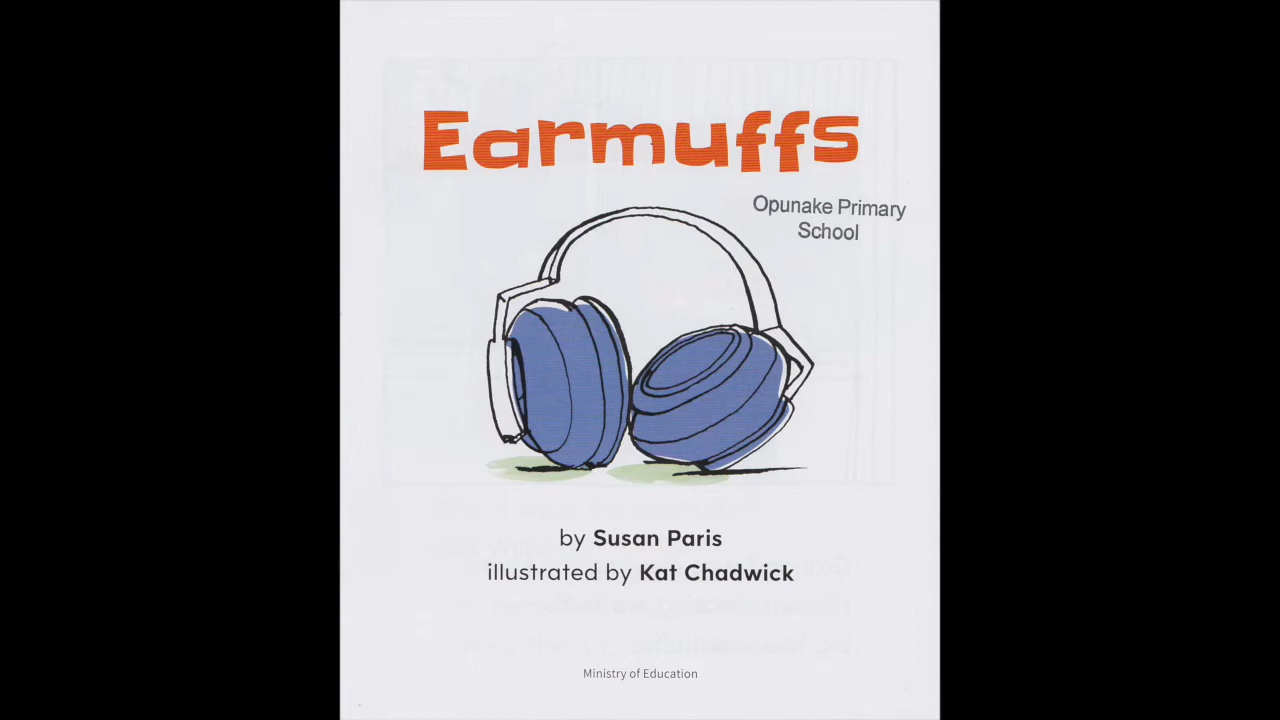 Earmuffs
Opunake Primary
School
by Susan Paris
illustrated by Kat Chadwick
Ministry of Education